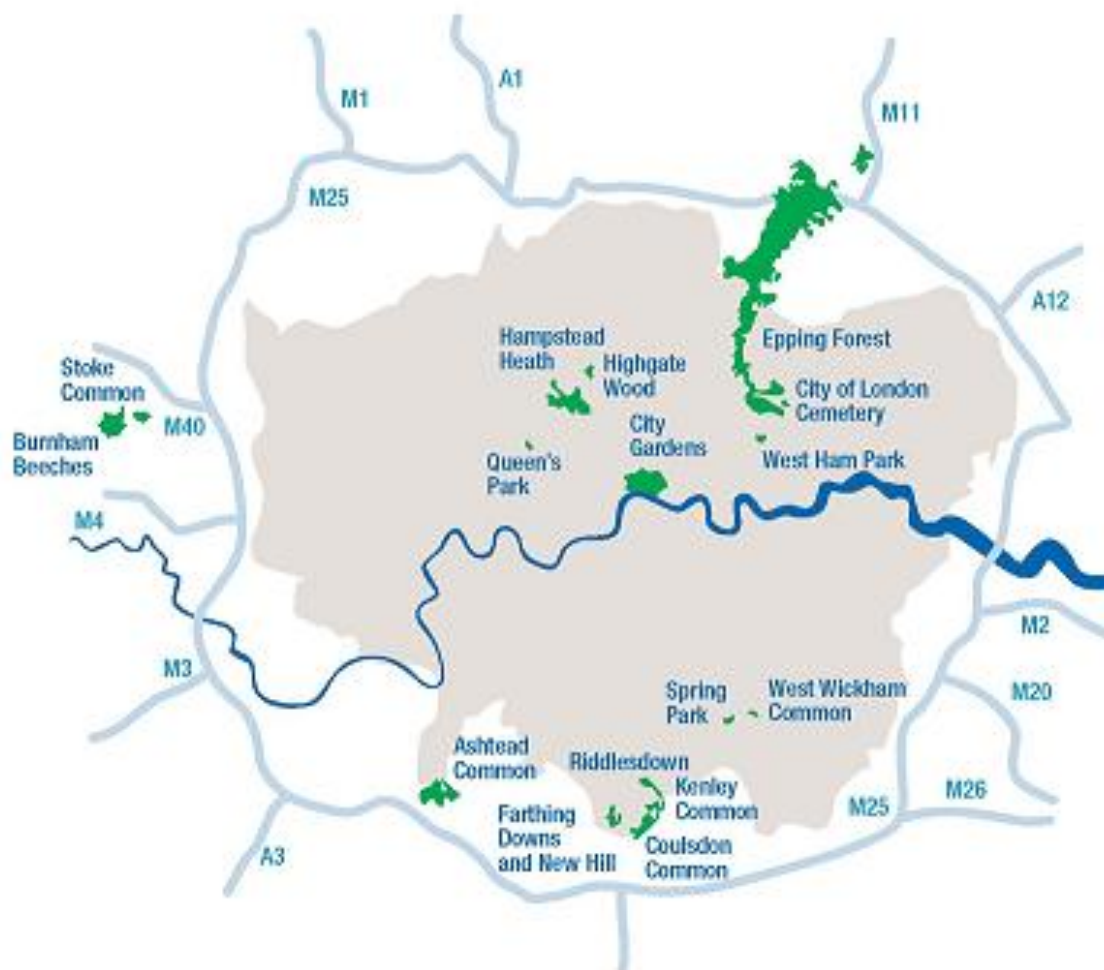 M1
A1
M11
M25
A12
Hampstead
Heath
Highgate
Wood
Epping Forest
Stoke
Common
M40
City of London
Cemetery
Burnham
Beeches
City
Gardens
Queen's
Park
West Ham Park
M4
M2
M3
M20
Spring
Park
West Wickham
Common
Ashtead
Common
Riddlesdown
Kenley
Common
M25
M26
Farthing
Downs
and New Hill
Coulsdon
Common
A3